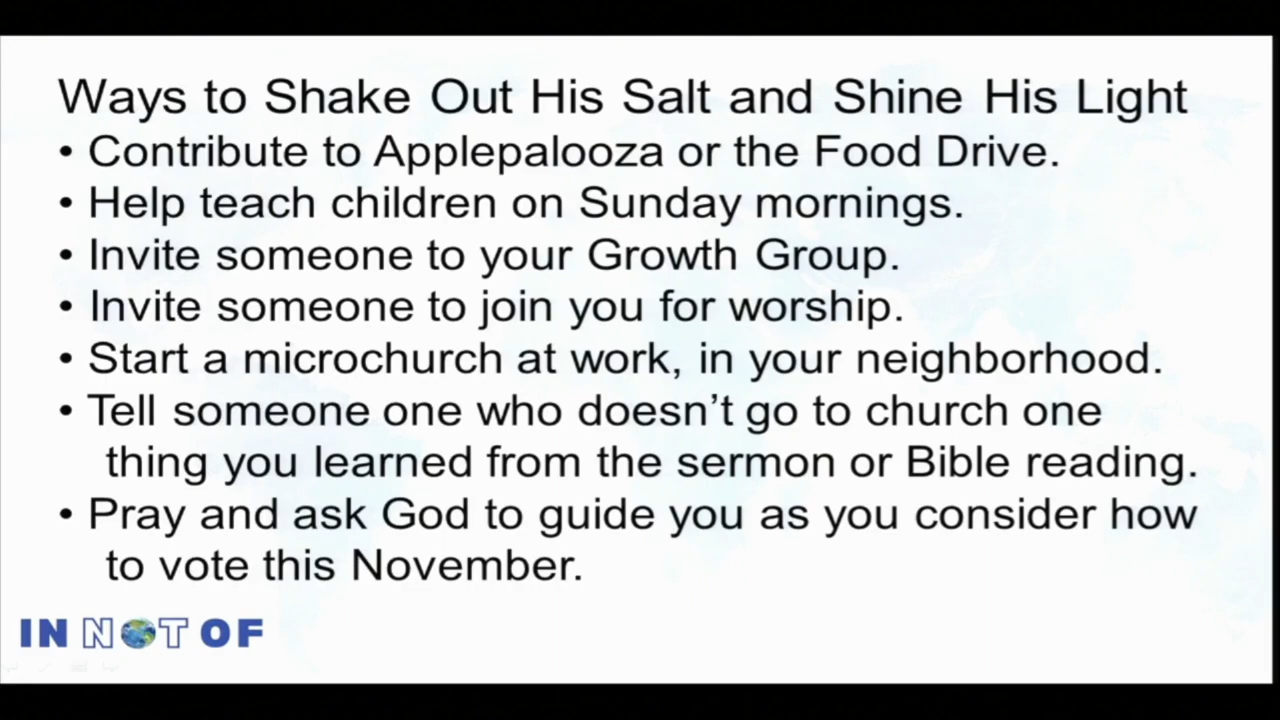 Ways to Shake Out His Salt and Shine His Light
• Contribute to Applepalooza or the Food Drive.
• Help teach children on Sunday mornings.
• Invite someone to your Growth Group.
• Invite someone to join you for worship.
• Start a microchurch at work, in your neighborhood.
• Tell someone one who doesn’t go to church one
thing you learned from the sermon or Bible reading.
• Pray and ask God to guide you as you consider how
to vote this November.
IN NOT OF